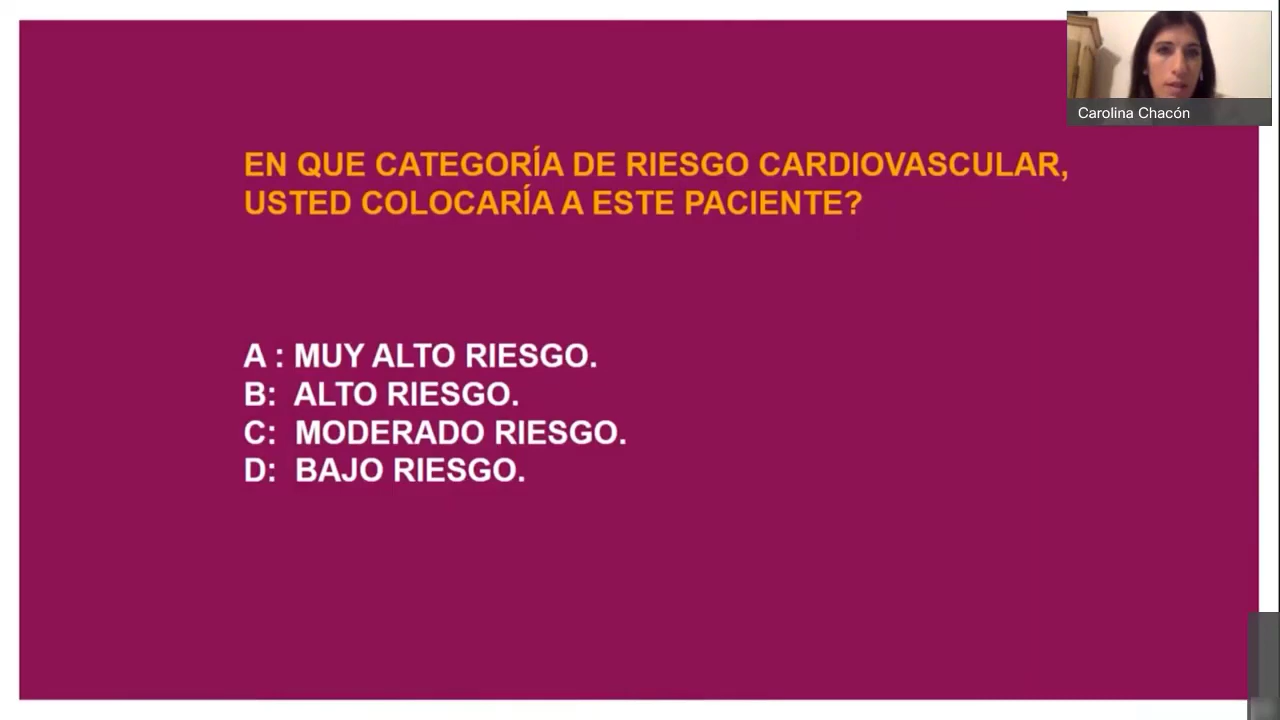 Carolina Chacón
EN QUE CATEGORÍA DE RIESGO CARDIOVASCULAR,
USTED COLOCARÍA A ESTE PACIENTE?
A : MUY ALTO RIESGO.
B: ALTO RIESGO.
C: MODERADO RIESGO.
D: BAJO RIESGO.